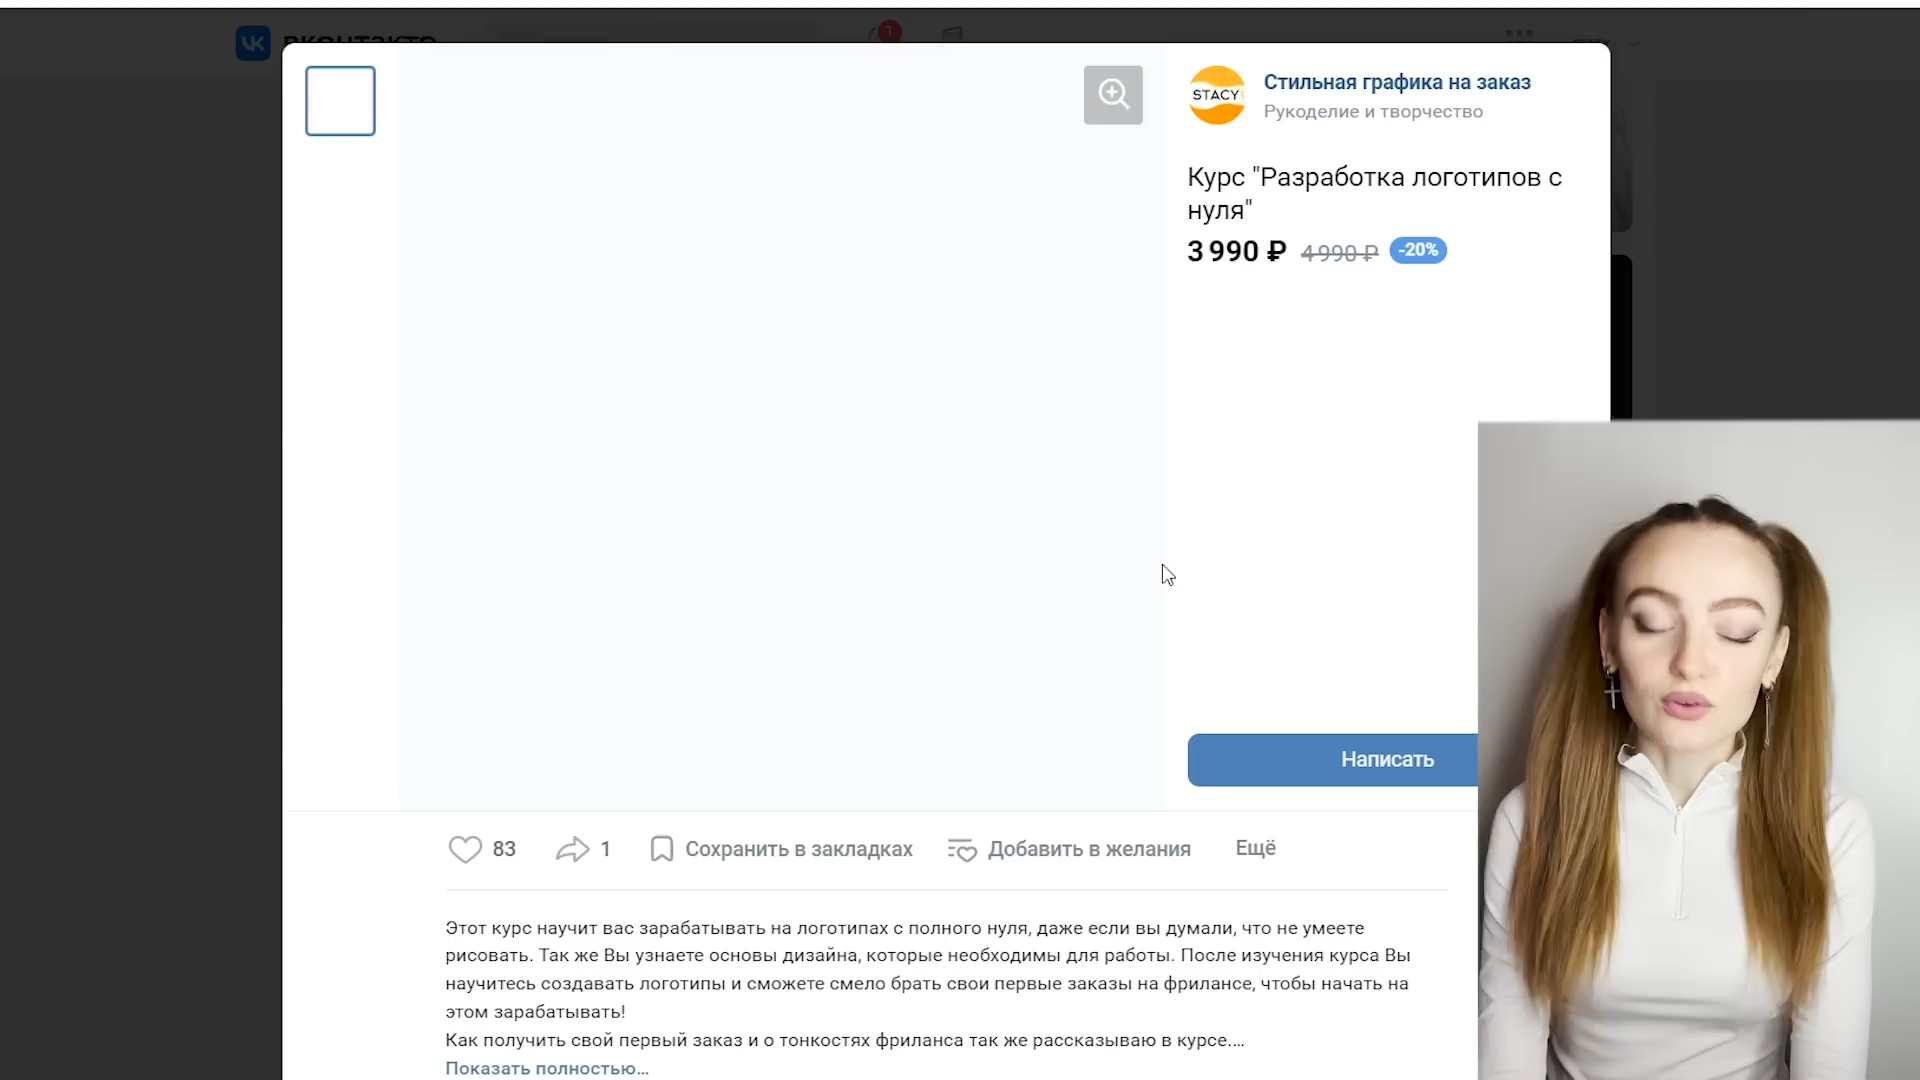 вконтакте
1
STACY
Стильная графика на заказ
Рукоделие и творчество
Курс "Разработка логотипов с
нуля"
3 990 ₽ 4 990 ₽ -20%
Написать
83 1 Сохранить в закладках Добавить в желания Ещё
Этот курс научит вас зарабатывать на логотипах с полного нуля, даже если вы думали, что не умеете
рисовать. Так же Вы узнаете основы дизайна, которые необходимы для работы. После изучения курса Вы
научитесь создавать логотипы и сможете смело брать свои первые заказы на фрилансе, чтобы начать на
этом зарабатывать!
Как получить свой первый заказ и о тонкостях фриланса так же рассказываю в курсе.…
Показать полностью…